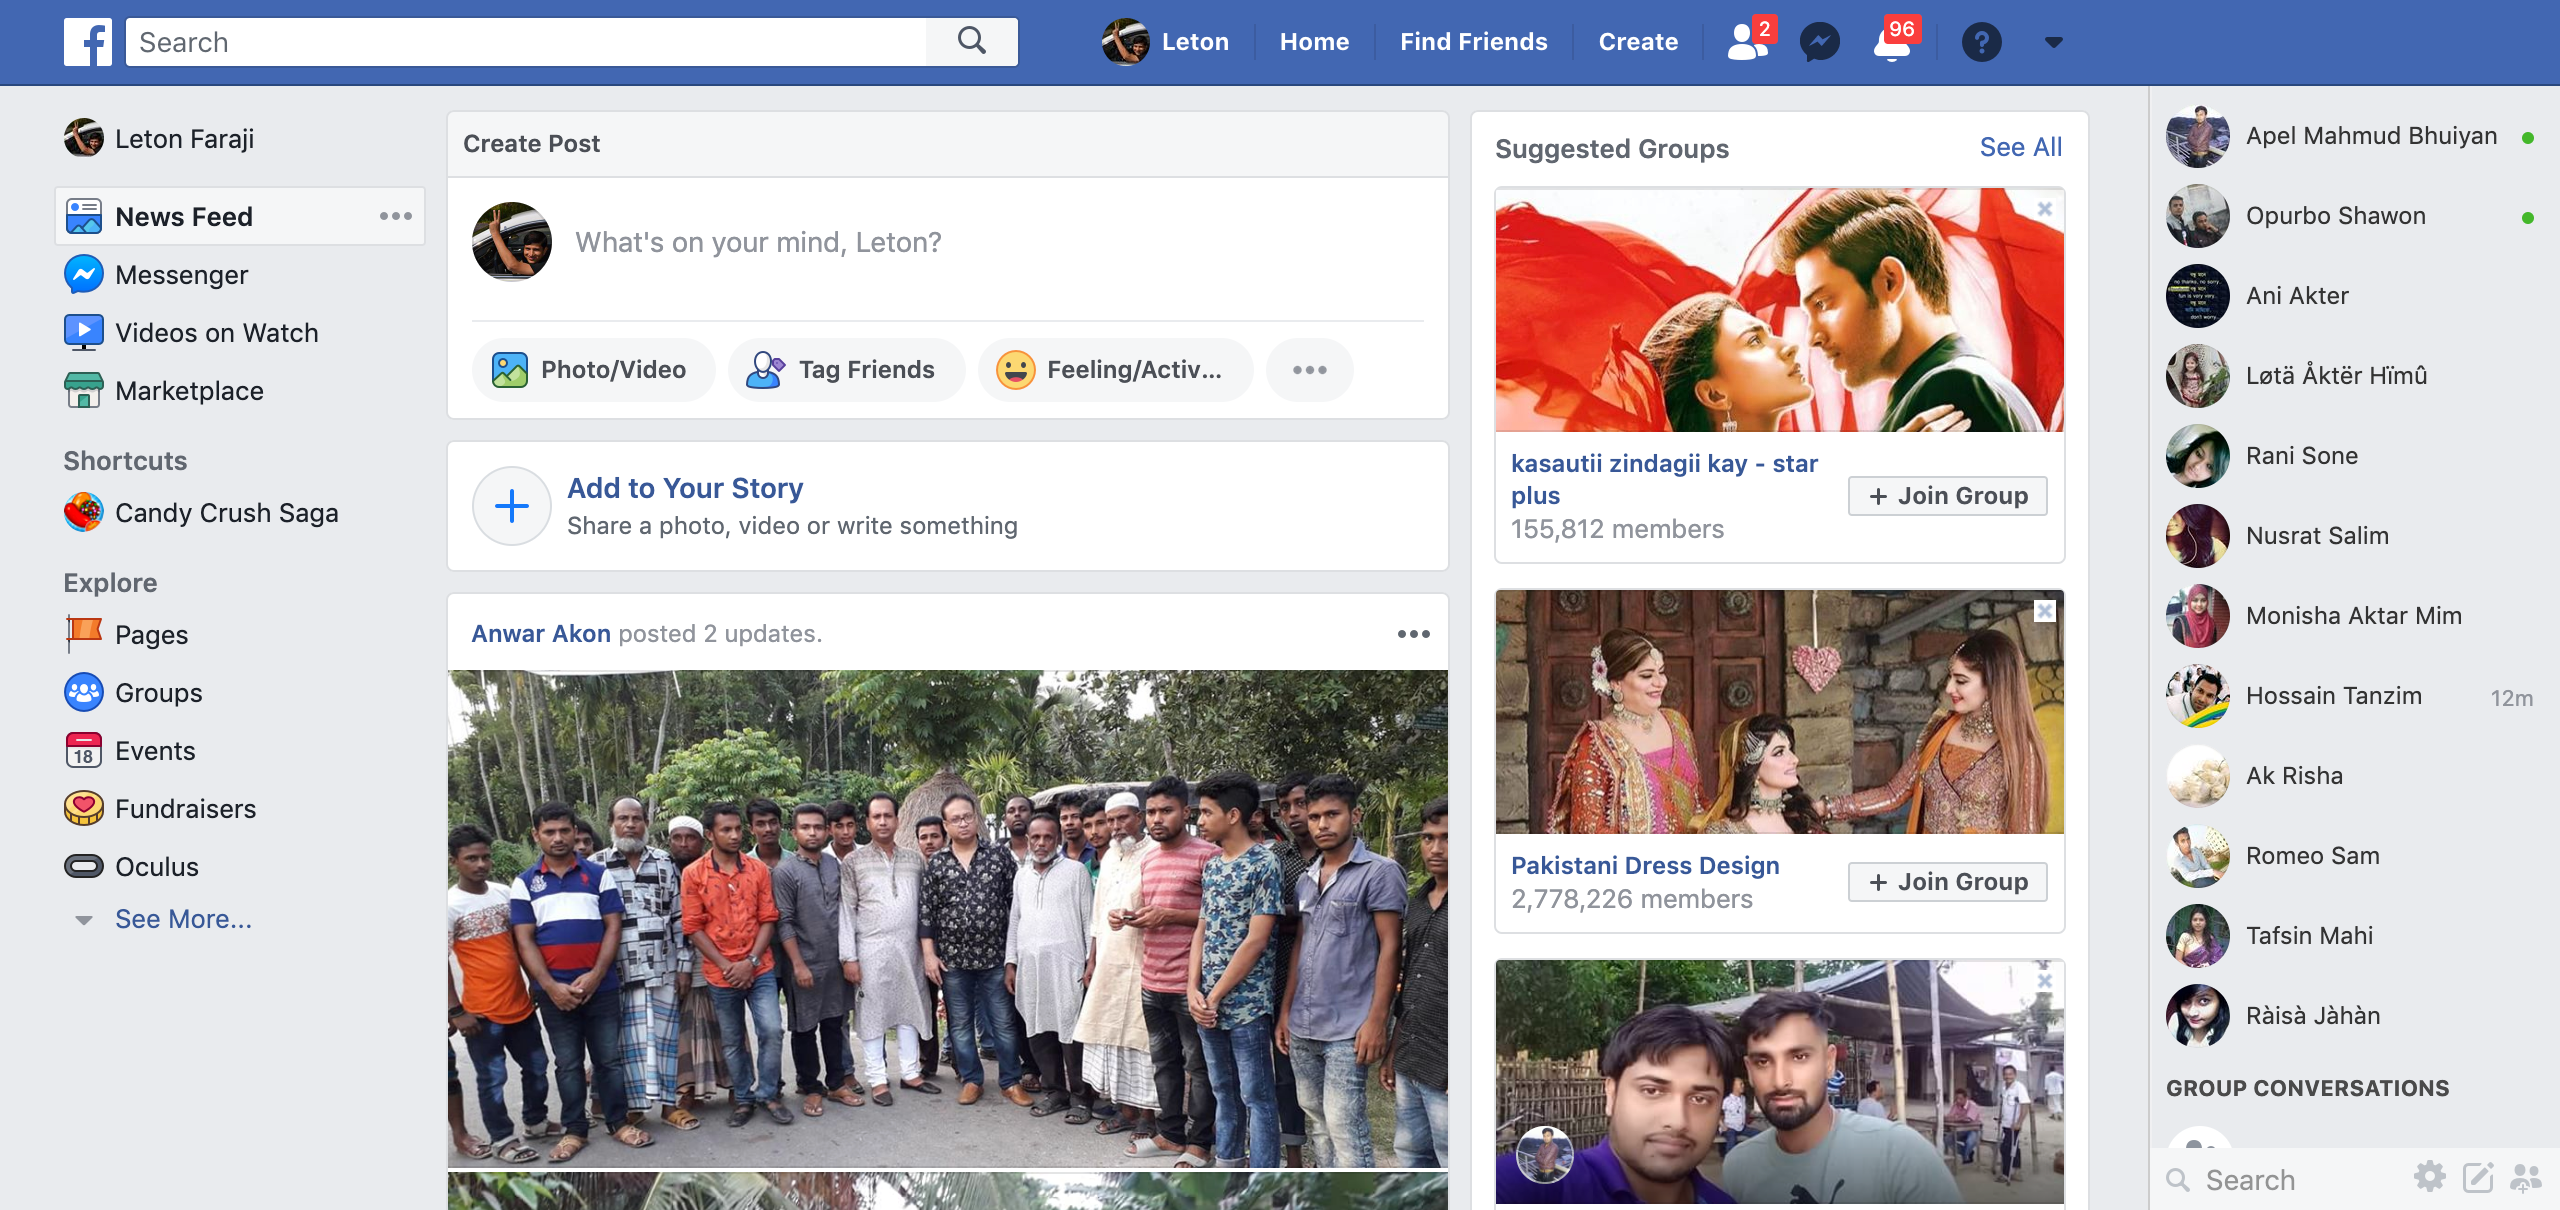 Search
Leton
Home
Find Friends
Create
2
96
?
Leton Faraji
News Feed
Messenger
Videos on Watch
Marketplace
Shortcuts
Candy Crush Saga
Explore
Pages
Groups
18
Events
Fundraisers
Oculus
See More...
Create Post
What's on your mind, Leton?
Photo/Video
Tag Friends
Feeling/Activ...
Add to Your Story
Share a photo, video or write something
Anwar Akon posted 2 updates.
Suggested Groups
See All
kasautii zindagii kay - star
plus
155,812 members
+ Join Group
Pakistani Dress Design
2,778,226 members
+ Join Group
Apel Mahmud Bhuiyan
Opurbo Shawon
Ani Akter
Løtä Åktër Hïmû
Rani Sone
Nusrat Salim
Monisha Aktar Mim
Hossain Tanzim
12m
Ak Risha
Romeo Sam
Tafsin Mahi
Ràisà Jàhàn
GROUP CONVERSATIONS
Search